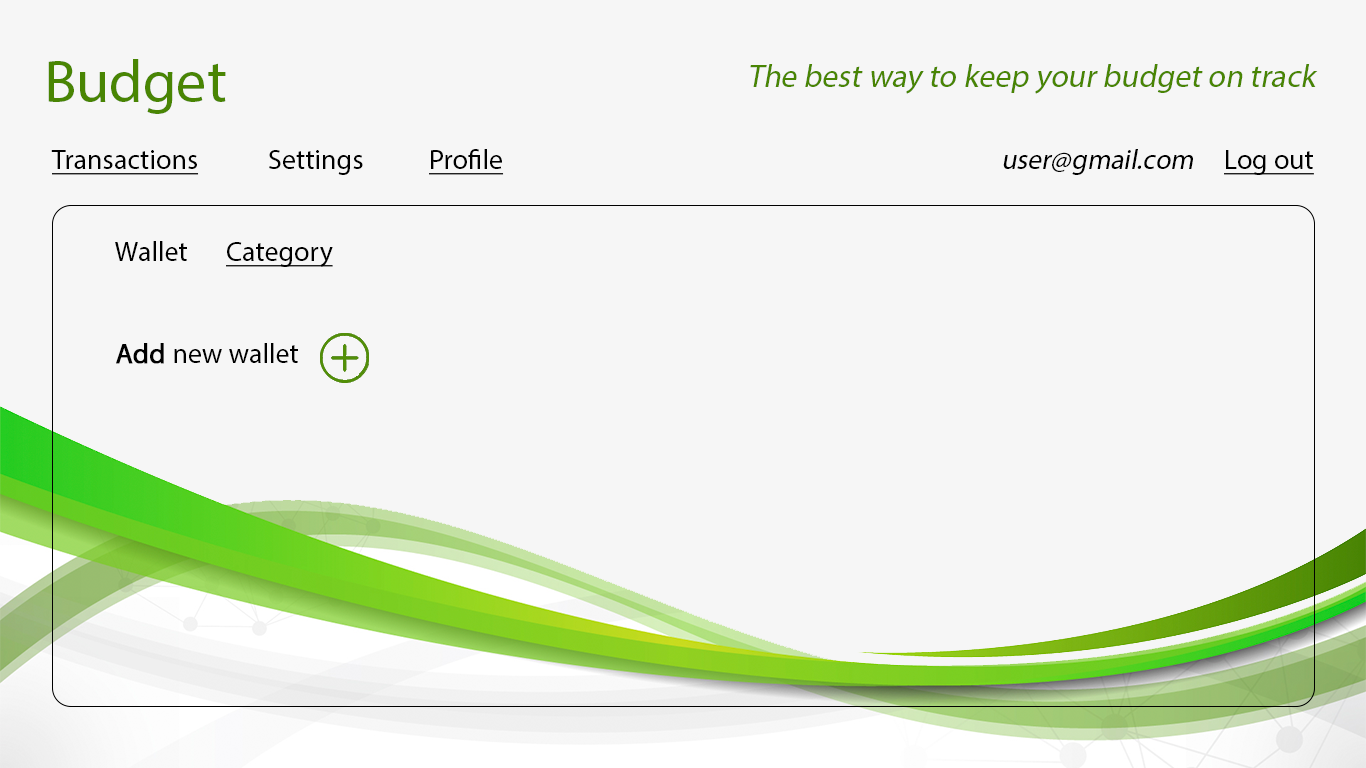 Budget
The best way to keep your budget on track
Transactions Settings Profile user@gmail.com Log out
Wallet Category
Add new wallet